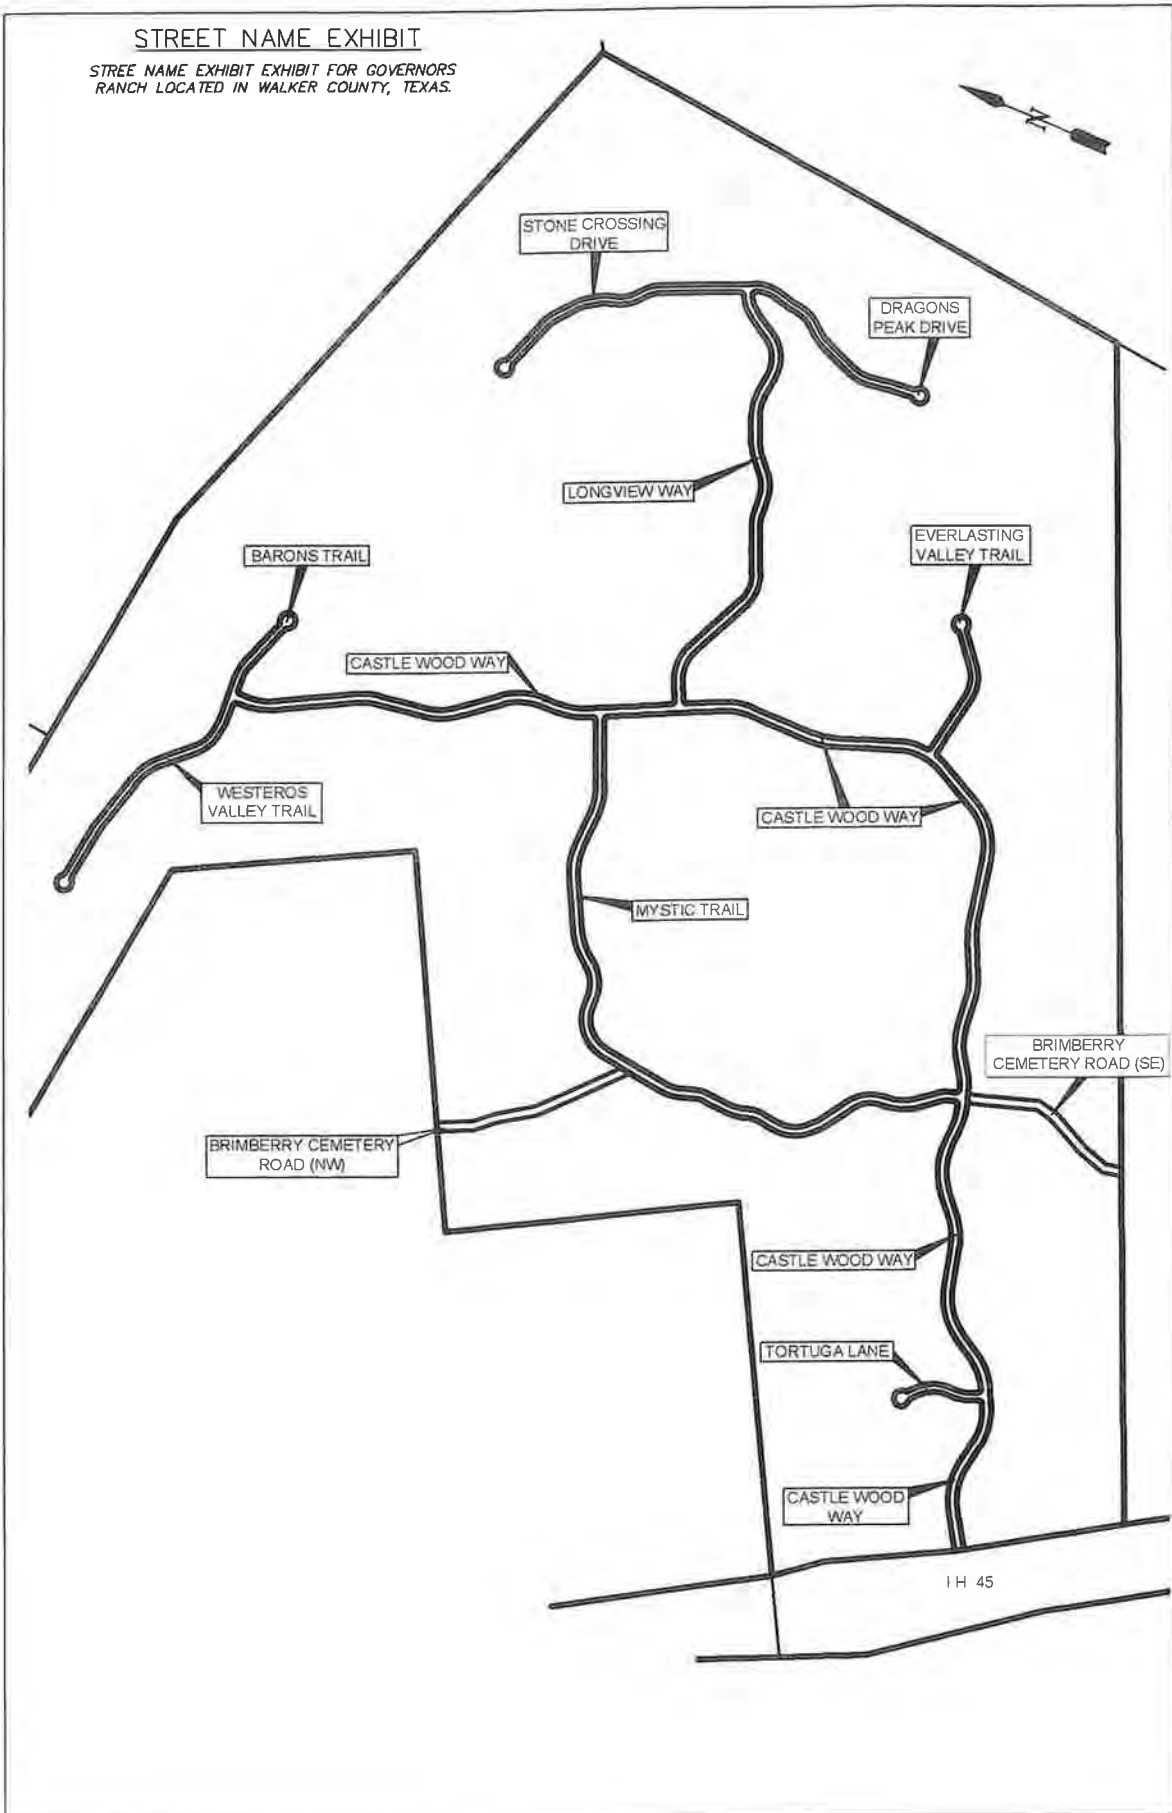 STREET NAME EXHIBIT
STREE NAME EXHIBIT EXHIBIT FOR GOVERNORS
RANCH LOCATED IN WALKER COUNTY, TEXAS.
N
STONE CROSSING
DRIVE
DRAGONS
PEAK DRIVE
LONGVIEW WAY
EVERLASTING
VALLEY TRAIL
BARONS TRAIL
CASTLE WOOD WAY
WESTEROS
VALLEY TRAIL
CASTLE WOOD WAY
MYSTIC TRAIL
BRIMBERRY
CEMETERY ROAD (SE)
BRIMBERRY CEMETERY
ROAD (NW)
CASTLE WOOD WAY
TORTUGA LANE
CASTLE WOOD
WAY
IH 45